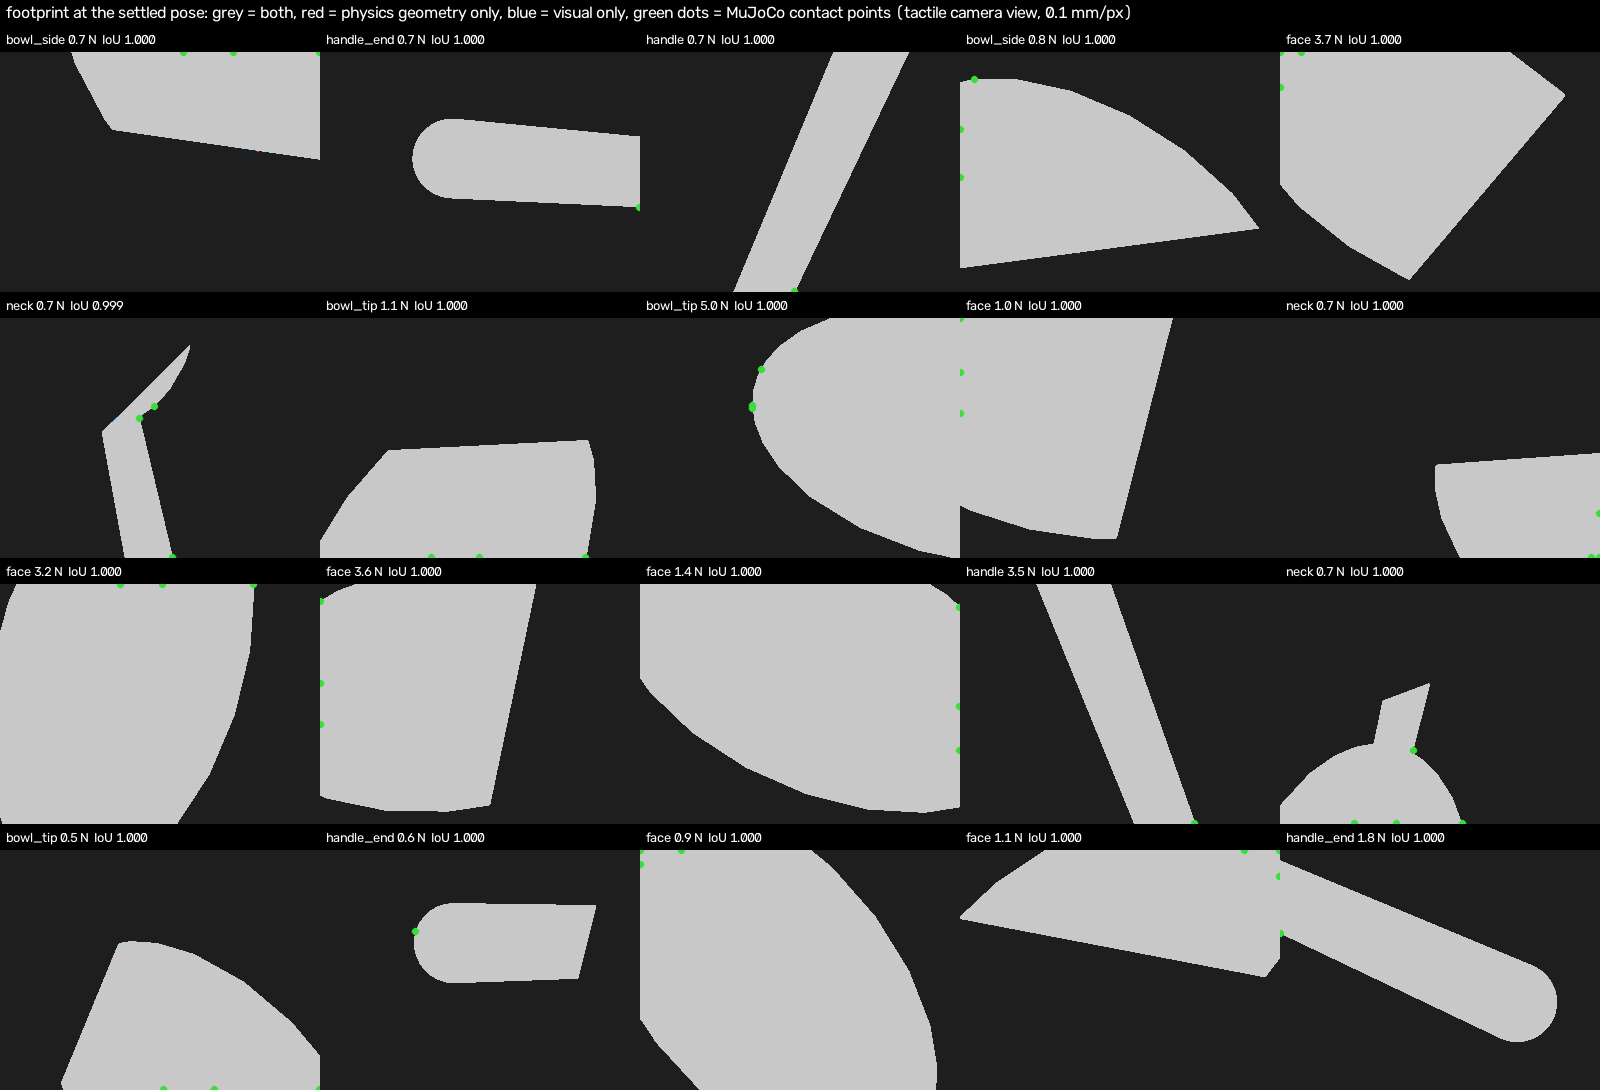 footprint at the settled pose: grey = both, red = physics geometry only, blue = visual only, green dots = MuJoCo contact points (tactile camera view, 0.1 mm/px)
bowl_side 0.7 N IoU 1.000
handle_end 0.7 N IoU 1.000
handle 0.7 N IoU 1.000
bowl_side 0.8 N IoU 1.000
face 3.7 N IoU 1.000
neck 0.7 N IoU 0.999
bowl_tip 1.1 N IoU 1.000
bowl_tip 5.0 N IoU 1.000
face 1.0 N IoU 1.000
neck 0.7 N IoU 1.000
face 3.2 N IoU 1.000
face 3.6 N IoU 1.000
face 1.4 N IoU 1.000
handle 3.5 N IoU 1.000
neck 0.7 N IoU 1.000
bowl_tip 0.5 N IoU 1.000
handle_end 0.6 N IoU 1.000
face 0.9 N IoU 1.000
face 1.1 N IoU 1.000
handle_end 1.8 N IoU 1.000